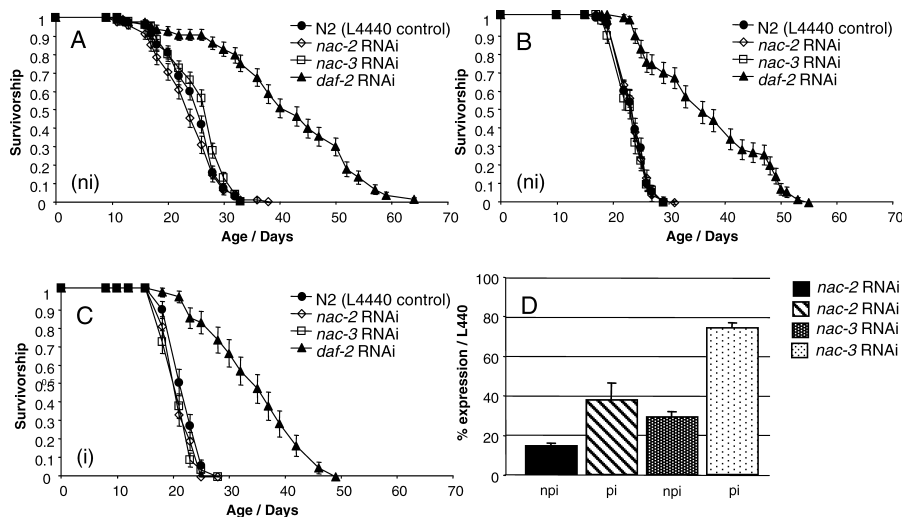 A
N2 (L4440 control)
nac-2 RNAi
nac-3 RNAi
daf-2 RNAi
Survivorship
1
0.9
0.8
0.7
0.6
0.5
0.4
0.3
0.2
0.1
0
(ni)
0 10 20 30 40 50 60 70
Age / Days
B
N2 (L4440 control)
nac-2 RNAi
nac-3 RNAi
daf-2 RNAi
Survivorship
1
0.9
0.8
0.7
0.6
0.5
0.4
0.3
0.2
0.1
0
(ni)
0 10 20 30 40 50 60 70
Age / Days
C
N2 (L4440 control)
nac-2 RNAi
nac-3 RNAi
daf-2 RNAi
Survivorship
1
0.9
0.8
0.7
0.6
0.5
0.4
0.3
0.2
0.1
0
(i)
0 10 20 30 40 50 60 70
Age / Days
D
% expression / L440
100
80
60
40
20
0
npi pi npi pi
nac-2 RNAi
nac-2 RNAi
nac-3 RNAi
nac-3 RNAi